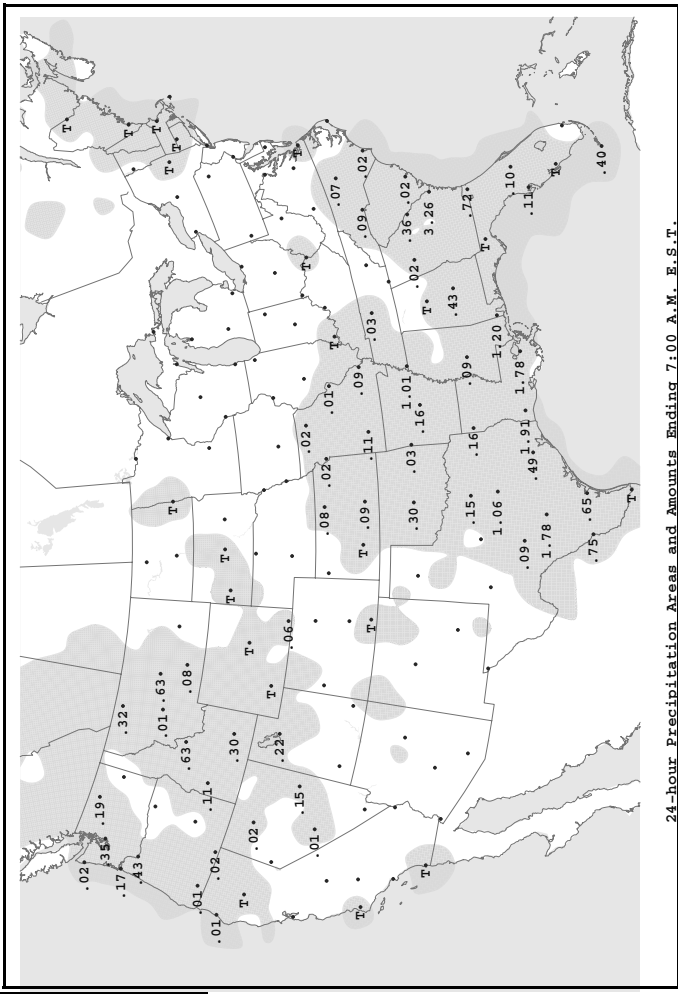 T
.02
.19
.35
.17
.32
T
.43
T
.63
.01
T
T
T
.63
.08
.01
.11
.02
.01
T
T
.30
T
T
.02
T
.22
.06
T
.15
.02
T
.01
.08
.02
.01
T
.07
.09
T
.09
.02
T
.09
.11
T
.03
.02
.36
1.01
.03
.30
.02
.16
T
T
3.26
.43
.72
.09
.15
.16
T
1.20
1.06
.10
1.78
.09
1.91
.11
.49
1.78
T
.65
.75
.40
T
24-hour Precipitation Areas and Amounts Ending 7:00 A.M. E.S.T.